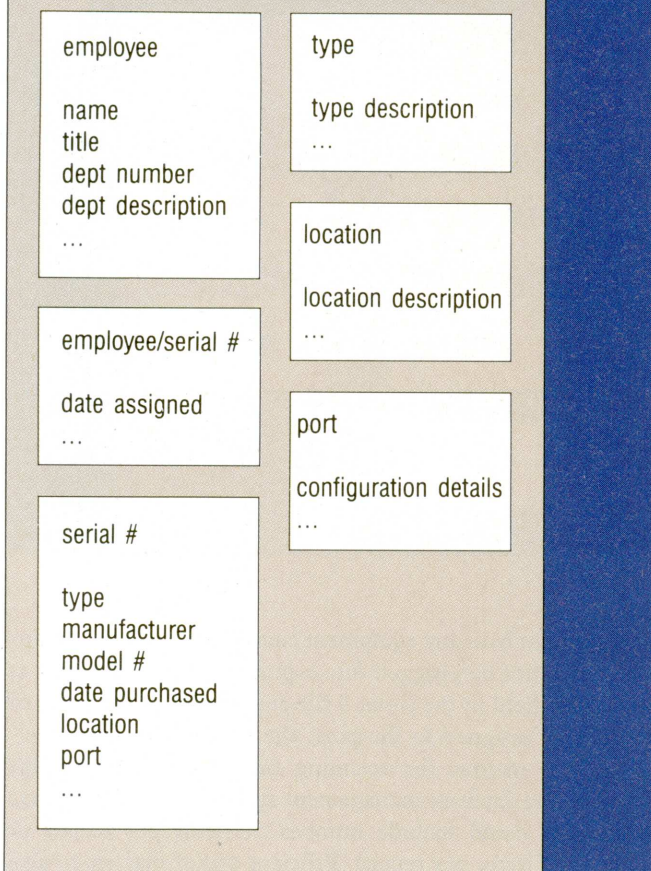 employee
name
title
dept number
dept description
...
employee/serial #
date assigned
...
serial #
type
manufacturer
model #
date purchased
location
port
...
type
type description
...
location
location description
...
port
configuration details
...